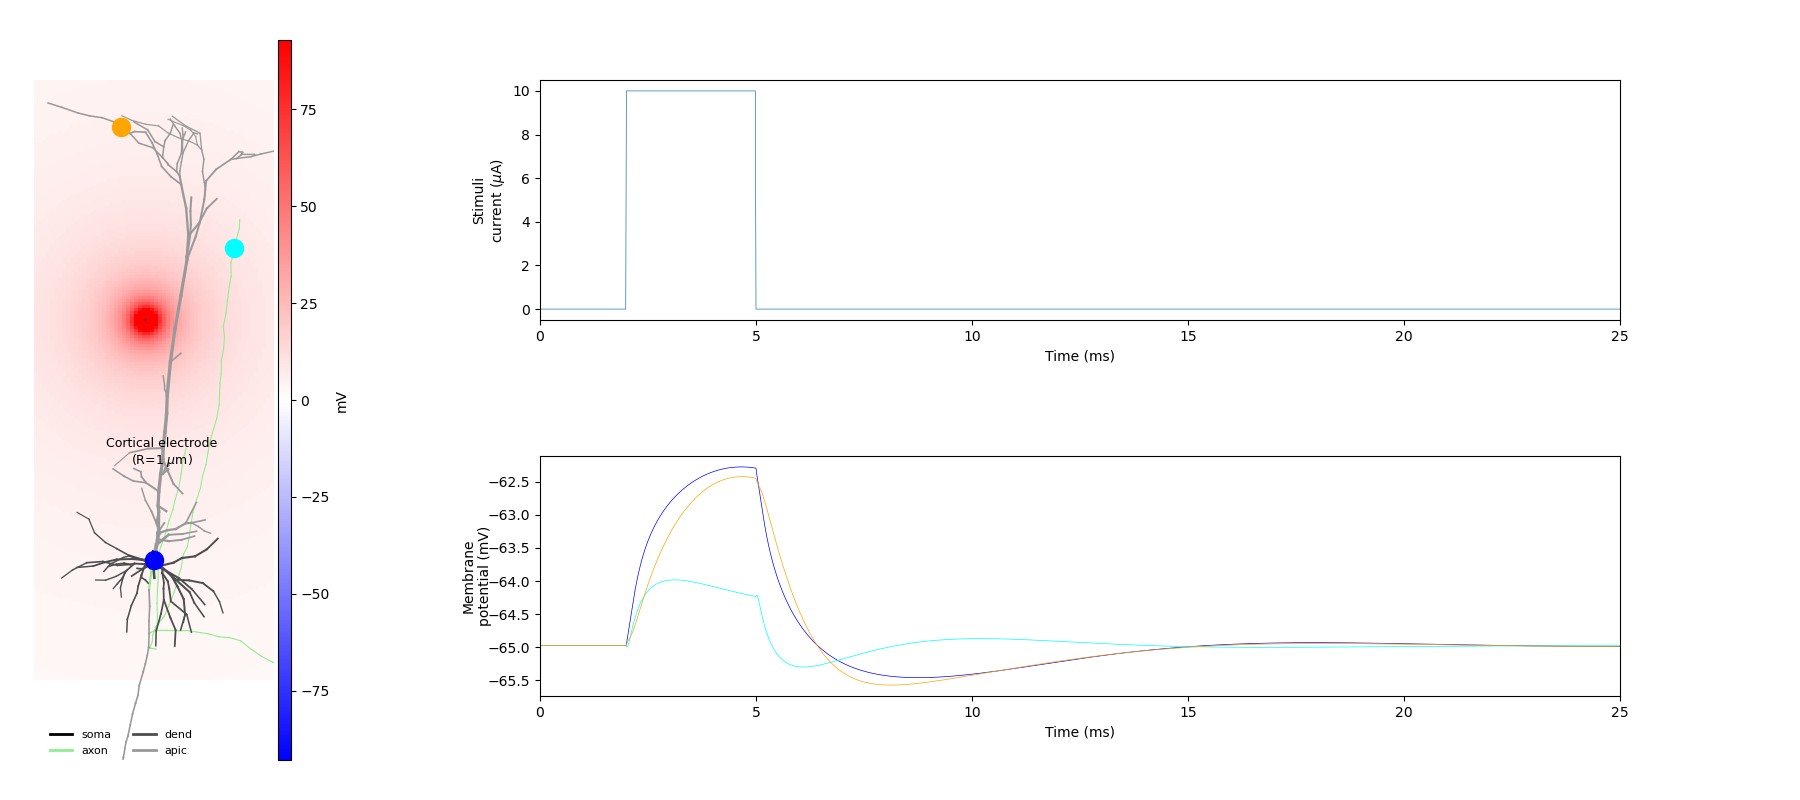 75
50
25
0
−25
−50
−75
mV
Cortical electrode
(R=1 μm)
soma
dend
axon
apic
Stimuli
current (μA)
10
8
6
4
2
0
0
5
10
15
20
25
Time (ms)
Membrane
potential (mV)
−62.5
−63.0
−63.5
−64.0
−64.5
−65.0
−65.5
0
5
10
15
20
25
Time (ms)